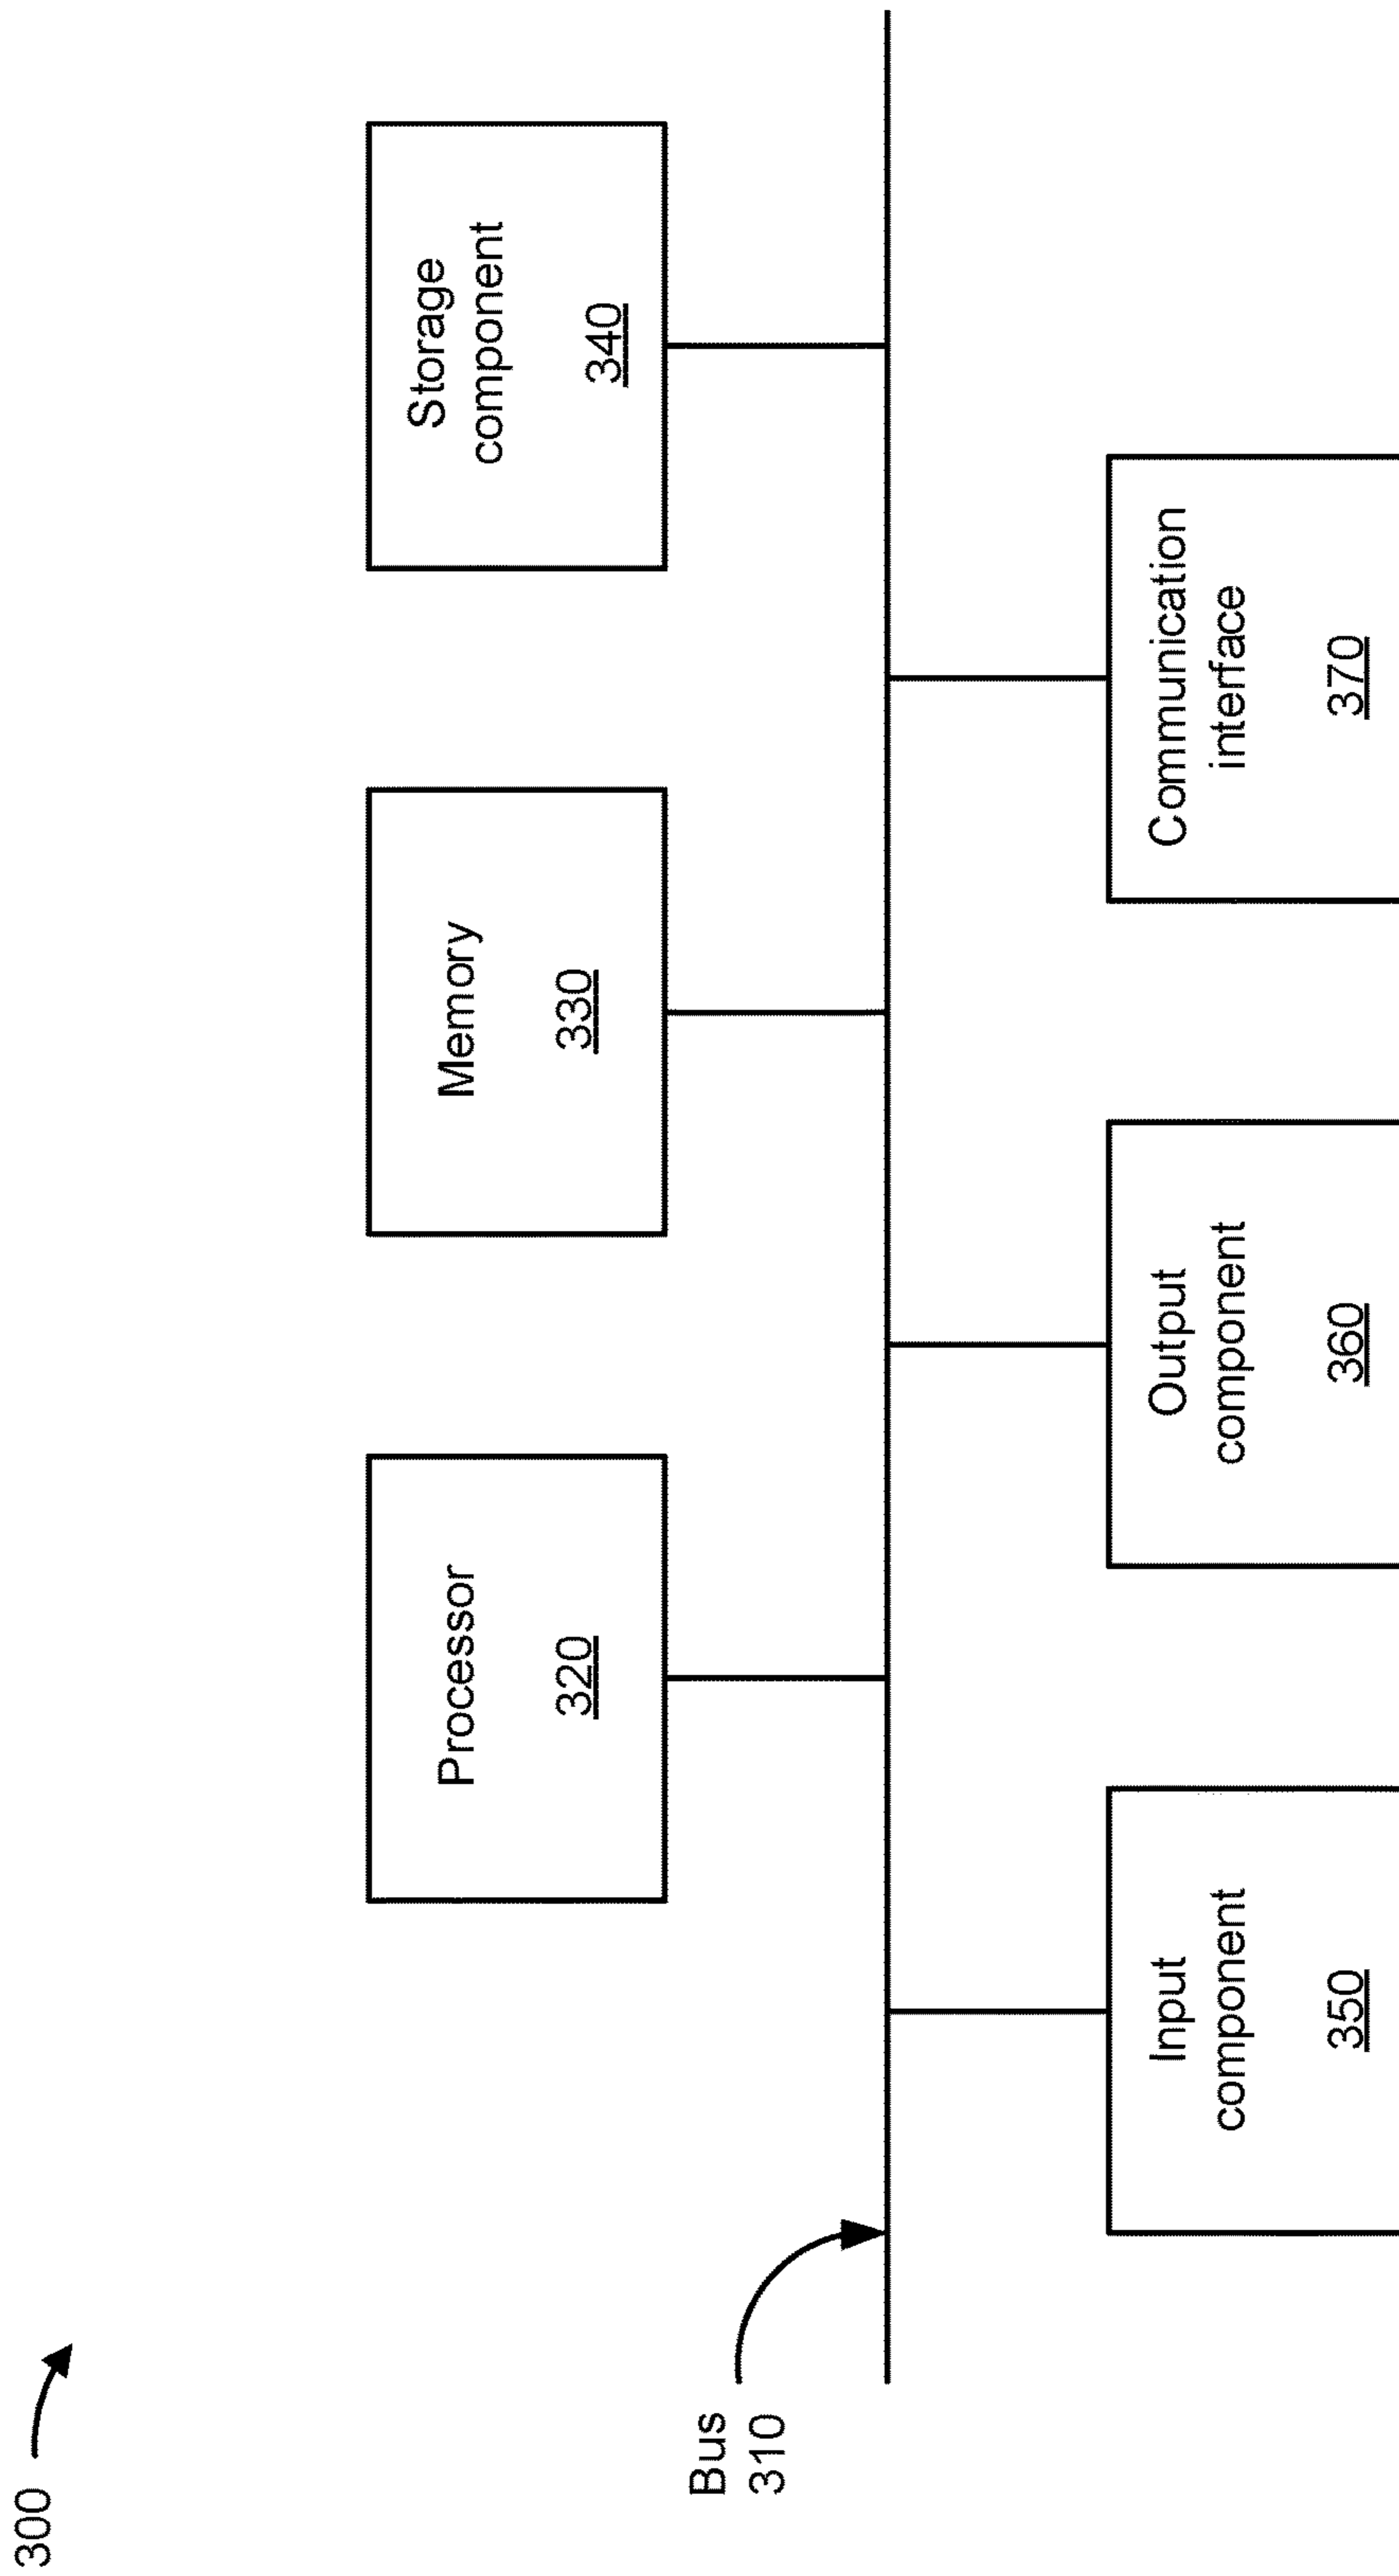 300
Processor
320
Memory
330
Storage
component
340
Bus
310
Input
component
350
Output
component
360
Communication
interface
370